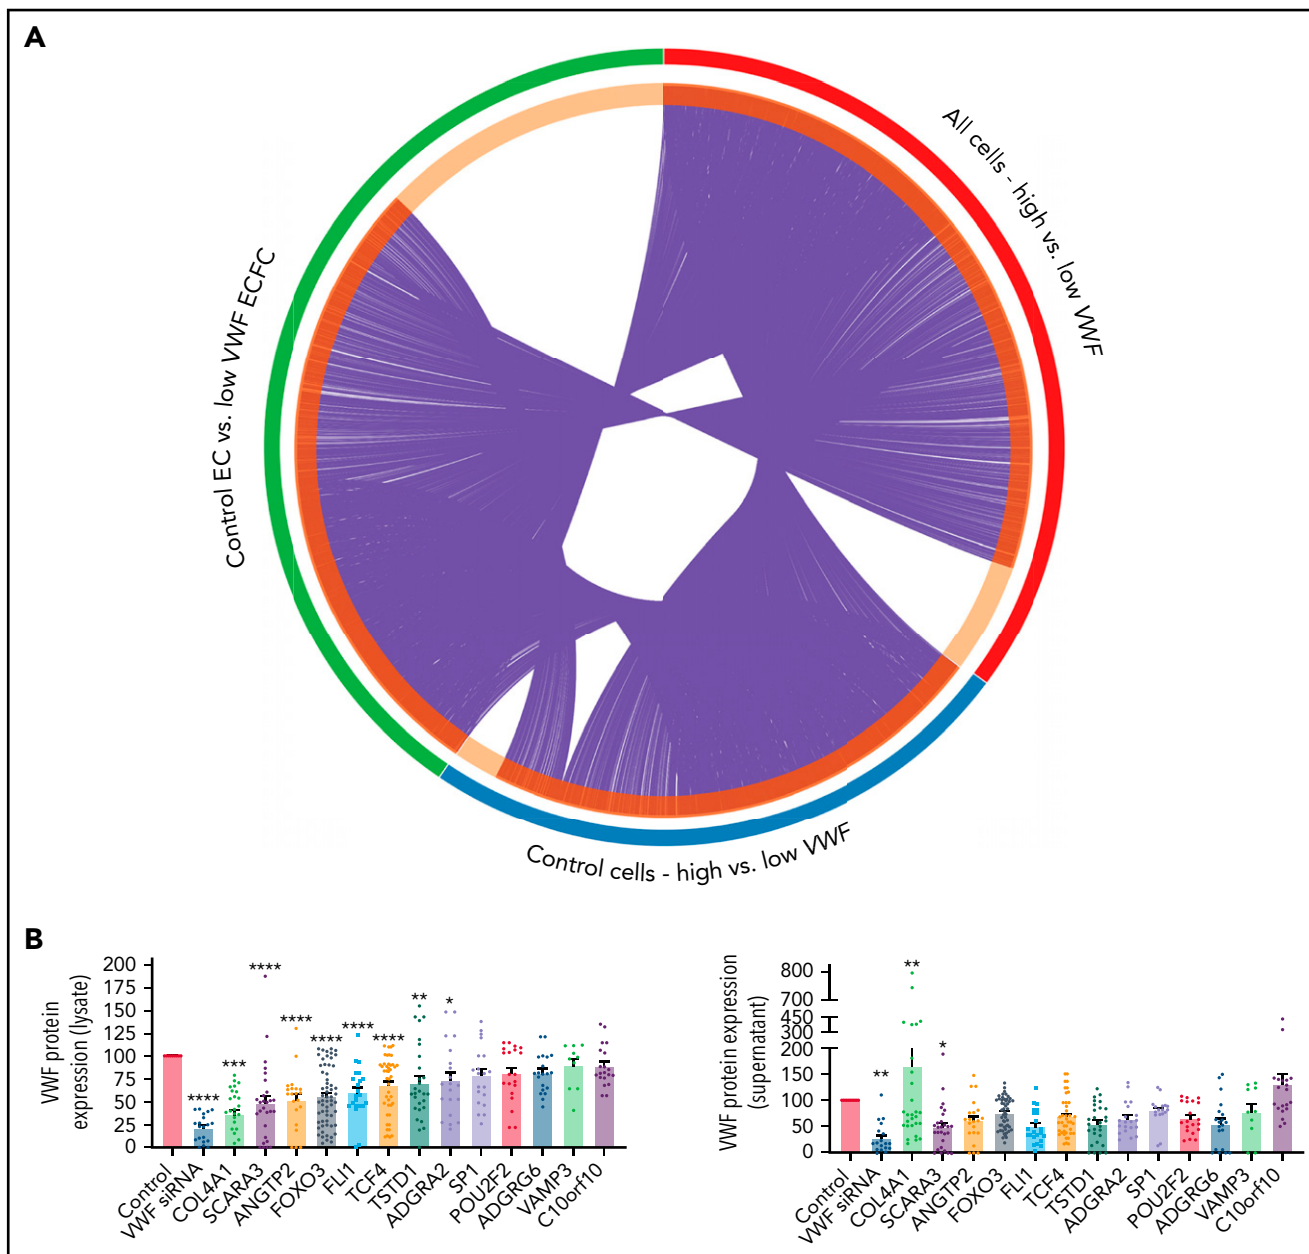 A
All cells - high vs. low VWF
Control EC vs. low VWF ECFC
Control cells - high vs. low VWF
B
WVF protein
expression (lysate)
200
175
150
125
100
75
50
25
0
****
****
***
****
****
****
****
****
**
*
Control
VWF siRNA
COL4A1
SCARA3
ANGTP2
FOXO3
FLI1
TCF4
TSTD1
ADGRA2
SP1
POU2F2
ADGRG6
VAMP3
C10orf10
VWF protein expression
(supernatant)
800
700
450
300
200
150
100
50
0
**
**
*
Control
VWF siRNA
COL4A1
SCARA3
ANGTP2
FOXO3
FLI1
TCF4
TSTD1
ADGRA2
SP1
POU2F2
ADGRG6
VAMP3
C10orf10